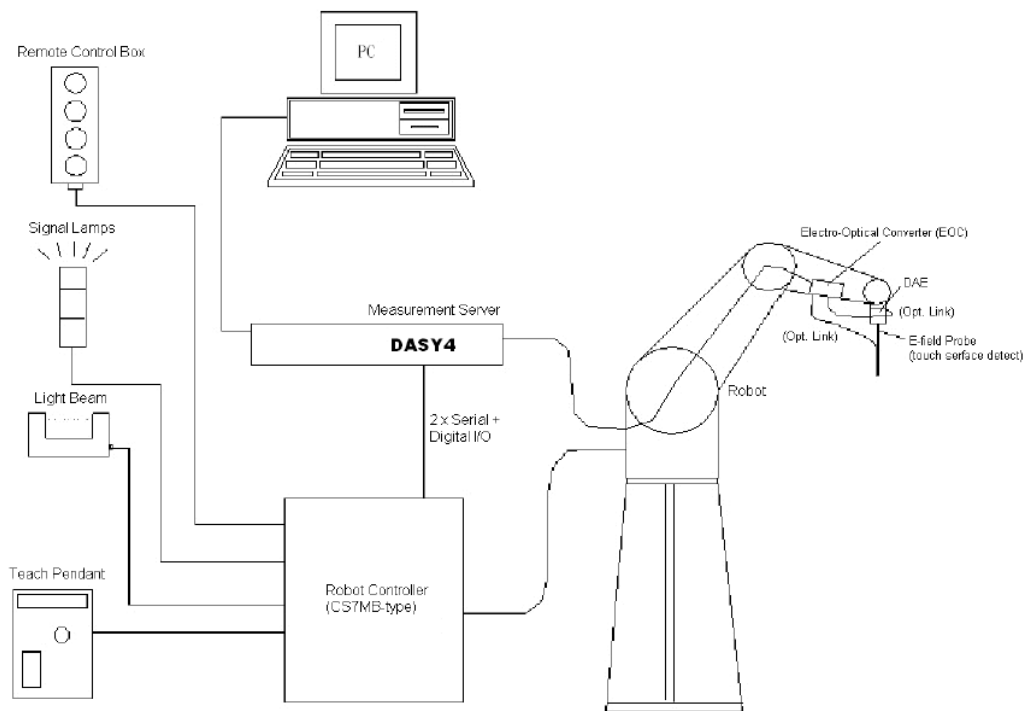 PC
Remote Control Box
Signal Lamps
Electro-Optical Converter (EOC)
DAE
(Opt. Link)
(Opt. Link)
E-field Probe
(touch serface detect)
Measurement Server
DASY4
Robot
Light Beam
2 x Serial +
Digital I/O
Teach Pendant
Robot Controller
(CS7MB-type)